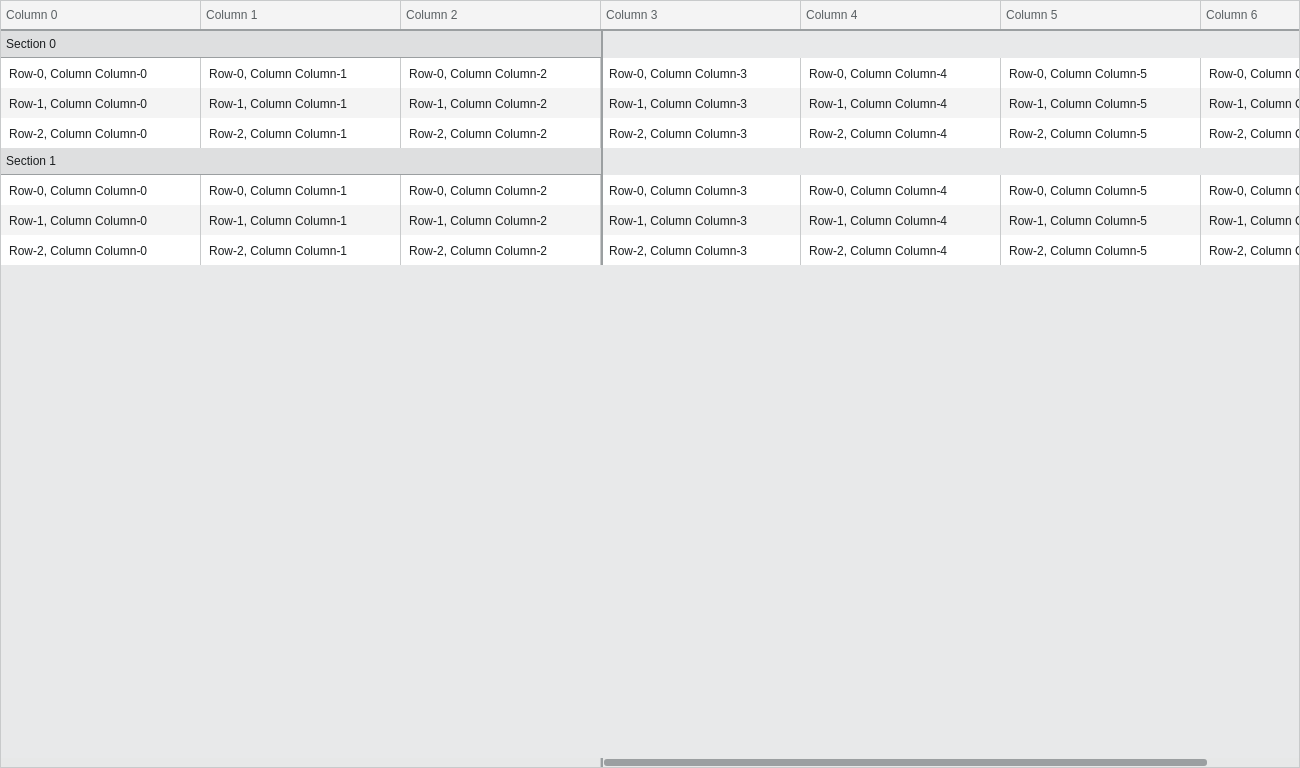 Column 0 Column 1 Column 2 Column 3 Column 4 Column 5 Column 6
Section 0
Row-0, Column Column-0 Row-0, Column Column-1 Row-0, Column Column-2 Row-0, Column Column-3 Row-0, Column Column-4 Row-0, Column Column-5 Row-0, Column
Row-1, Column Column-0 Row-1, Column Column-1 Row-1, Column Column-2 Row-1, Column Column-3 Row-1, Column Column-4 Row-1, Column Column-5 Row-1, Column
Row-2, Column Column-0 Row-2, Column Column-1 Row-2, Column Column-2 Row-2, Column Column-3 Row-2, Column Column-4 Row-2, Column Column-5 Row-2, Column
Section 1
Row-0, Column Column-0 Row-0, Column Column-1 Row-0, Column Column-2 Row-0, Column Column-3 Row-0, Column Column-4 Row-0, Column Column-5 Row-0, Column
Row-1, Column Column-0 Row-1, Column Column-1 Row-1, Column Column-2 Row-1, Column Column-3 Row-1, Column Column-4 Row-1, Column Column-5 Row-1, Column
Row-2, Column Column-0 Row-2, Column Column-1 Row-2, Column Column-2 Row-2, Column Column-3 Row-2, Column Column-4 Row-2, Column Column-5 Row-2, Column